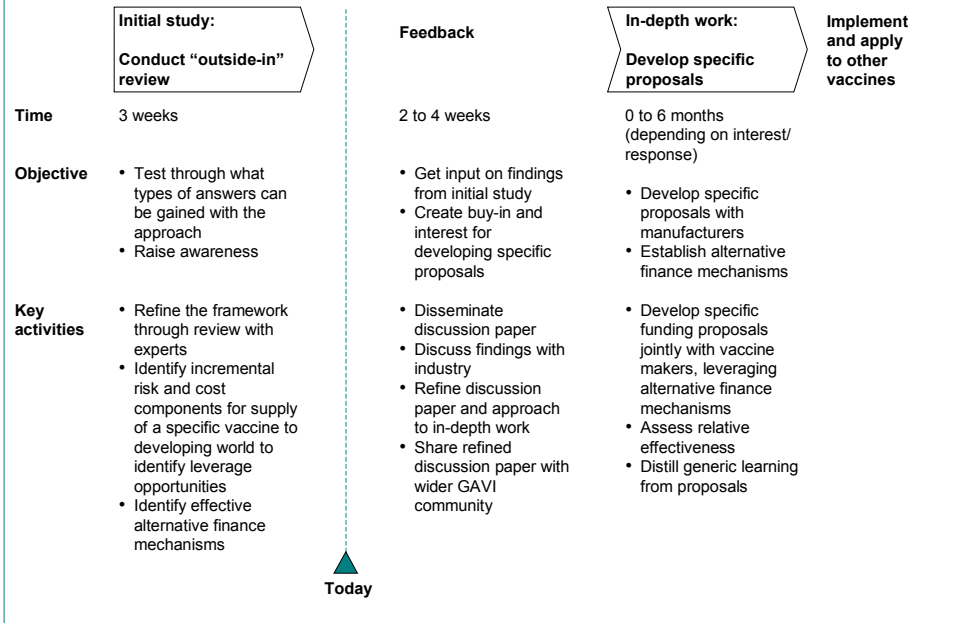 Initial study:
Conduct “outside-in”
review
Feedback
In-depth work:
Develop specific
proposals
Implement
and apply
to other
vaccines
Time
3 weeks
2 to 4 weeks
0 to 6 months
(depending on interest/
response)
Objective
• Test through what
types of answers can
be gained with the
approach
• Raise awareness
• Get input on findings
from initial study
• Create buy-in and
interest for
developing specific
proposals
• Develop specific
proposals with
manufacturers
• Establish alternative
finance mechanisms
Key
activities
• Refine the framework
through review with
experts
• Identify incremental
risk and cost
components for supply
of a specific vaccine to
developing world to
identify leverage
opportunities
• Identify effective
alternative finance
mechanisms
• Disseminate
discussion paper
• Discuss findings with
industry
• Refine discussion
paper and approach
to in-depth work
• Share refined
discussion paper with
wider GAVI
community
• Develop specific
funding proposals
jointly with vaccine
makers, leveraging
alternative finance
mechanisms
• Assess relative
effectiveness
• Distill generic learning
from proposals
Today